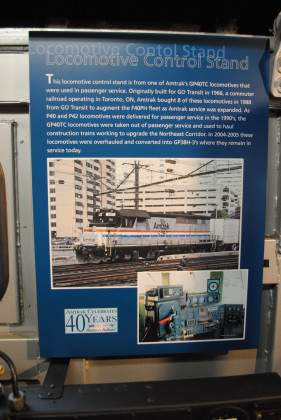 Locomotive Contol Stand
Locomotive Control Stand
This locomotive control stand is from one of Amtrak's GP40TC locomotives that
were used in passenger service. Originally built for GO Transit in 1966, a commuter
railroad operating in Toronto, ON, Amtrak bought 8 of these locomotives in 1988
from GO Transit to augment the F40PH fleet as Amtrak service was expanded. As
P40 and P42 locomotives were delivered for passenger service in the 1990's, the
GP40TC locomotives were taken out of passenger service and used to haul
construction trains working to upgrade the Northeast Corridor. In 2004-2005 these
locomotives were overhauled and converted into GP38H-3's where they remain in
service today.
Amtrak
AMTRAK CELEBRATES
40 YEARS